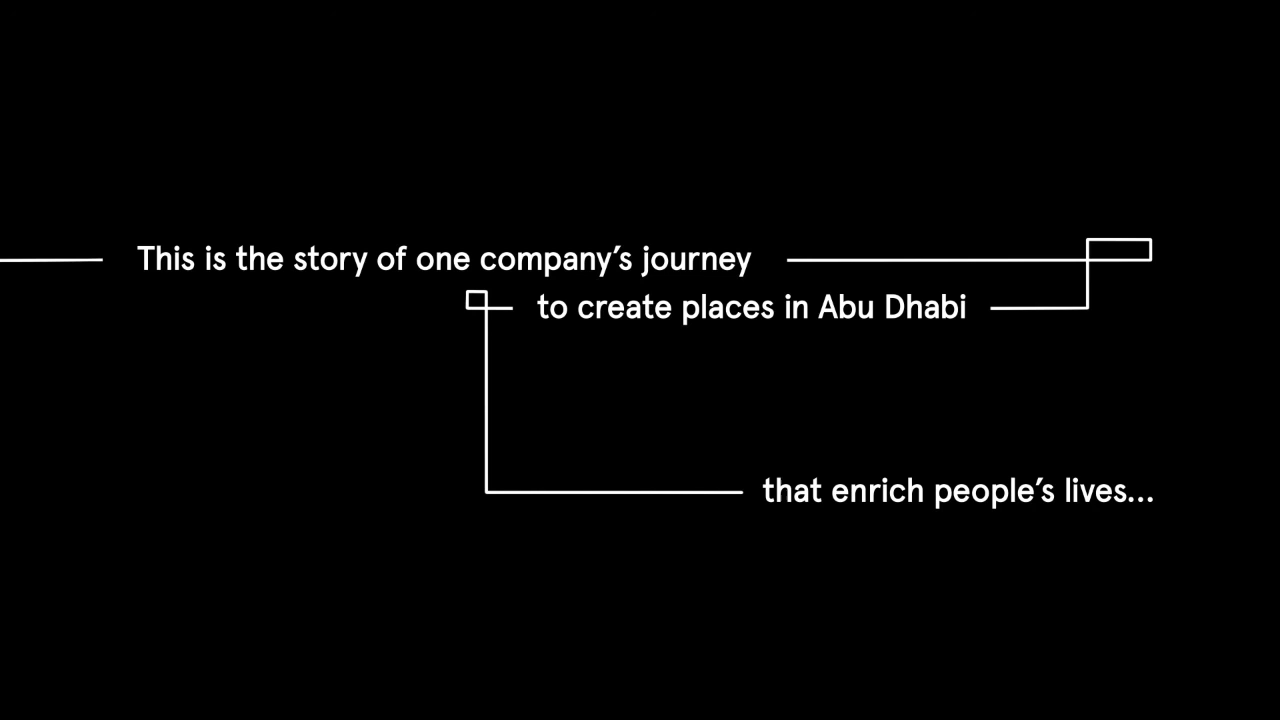 This is the story of one company’s journey
to create places in Abu Dhabi
that enrich people’s lives...